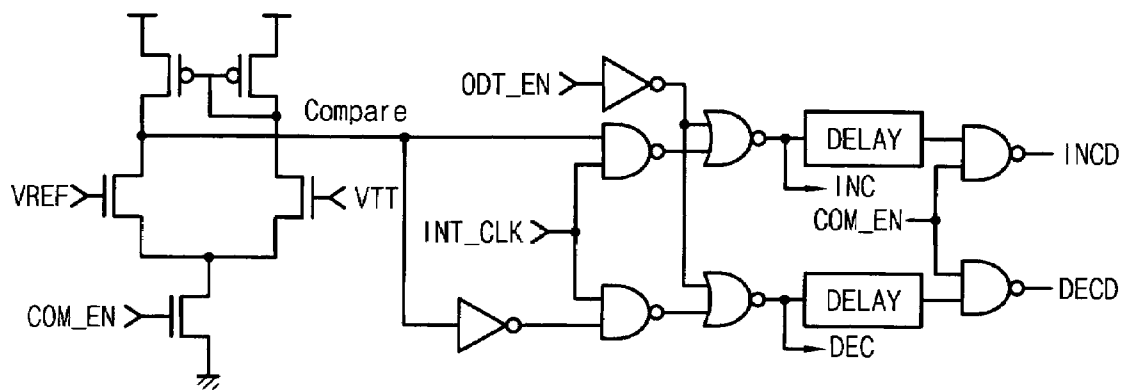 ODT_EN
Compare
DELAY
INCD
VREF
VTT
INC
INT_CLK
COM_EN
COM_EN
DELAY
DECD
DEC